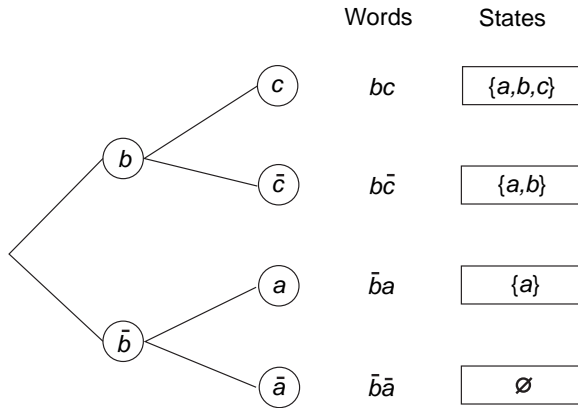 Words States
c bc {a,b,c}
b
c̄ bc̄ {a,b}
a b̄a {a}
b̄
ā b̄ā ∅